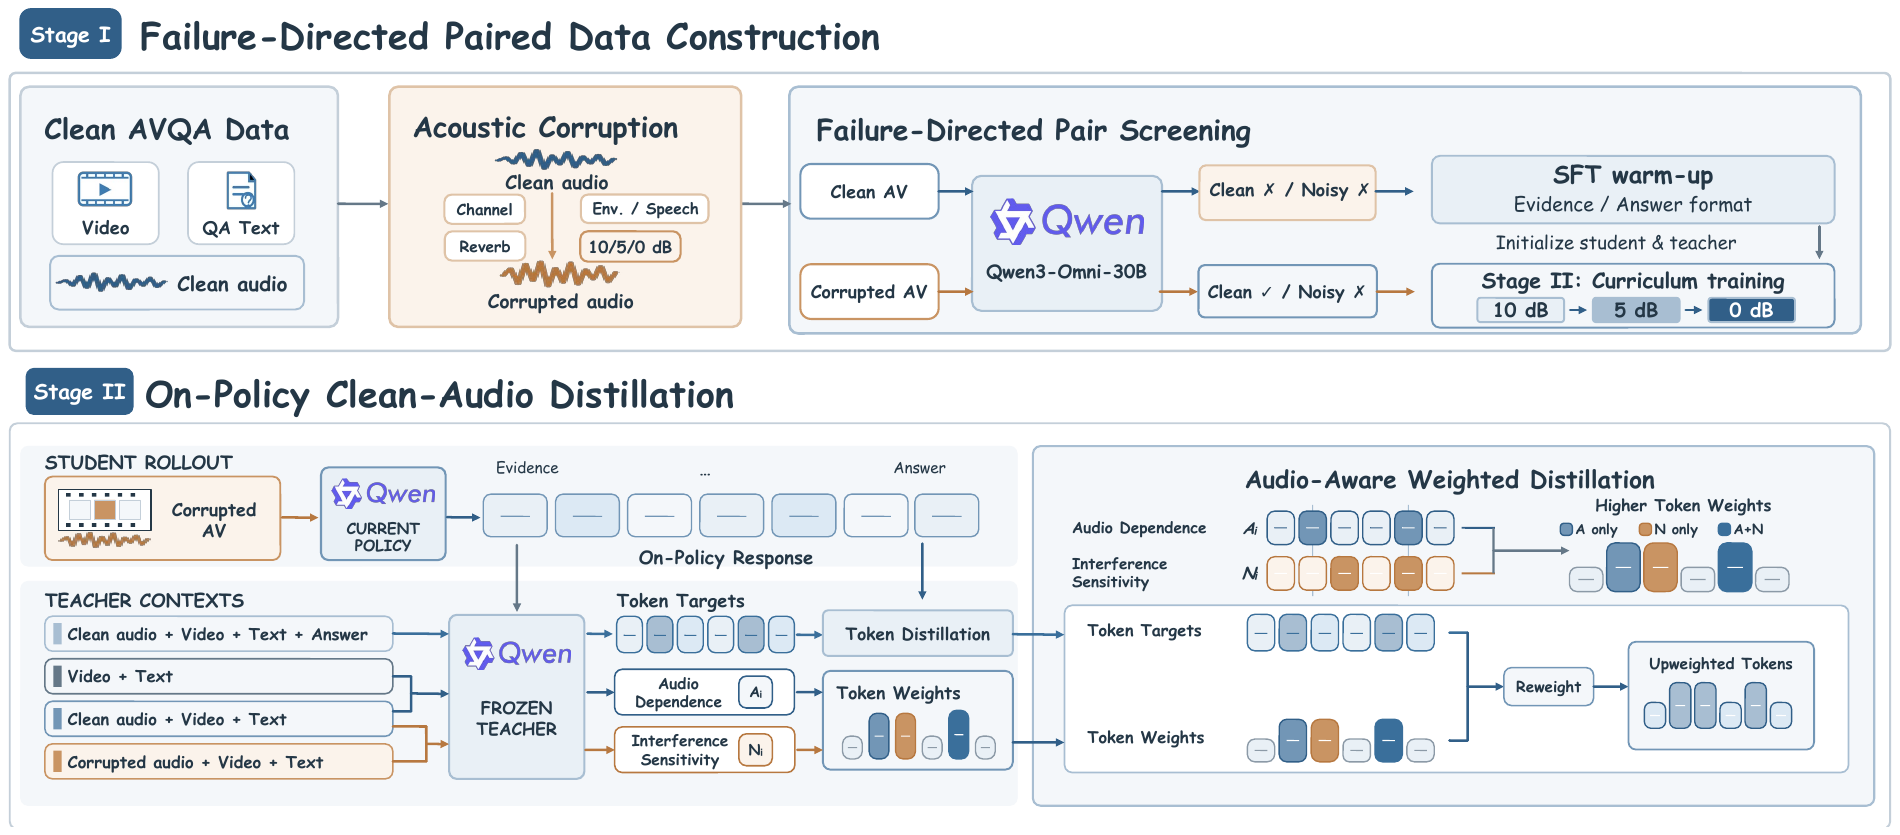 Stage I
Failure-Directed Paired Data Construction
Clean AVQA Data
Video
QA Text
Clean audio
Acoustic Corruption
Clean audio
Channel
Env. / Speech
Reverb
10/5/0 dB
Corrupted audio
Failure-Directed Pair Screening
Clean AV
Corrupted AV
Qwen
Qwen3-Omni-30B
Clean ✗ / Noisy ✗
Clean ✓ / Noisy ✗
SFT warm-up
Evidence / Answer format
Initialize student & teacher
Stage II: Curriculum training
10 dB
5 dB
0 dB
Stage II
On-Policy Clean-Audio Distillation
STUDENT ROLLOUT
Corrupted
AV
Qwen
CURRENT
POLICY
Evidence
...
Answer
On-Policy Response
TEACHER CONTEXTS
Clean audio + Video + Text + Answer
Video + Text
Clean audio + Video + Text
Corrupted audio + Video + Text
Qwen
FROZEN
TEACHER
Token Targets
Audio
Dependence
Aᵢ
Interference
Sensitivity
Nᵢ
Token Distillation
Token Weights
Audio-Aware Weighted Distillation
Audio Dependence
Aᵢ
Interference
Sensitivity
Nᵢ
Higher Token Weights
A only
N only
A+N
Token Targets
Token Weights
Reweight
Upweighted Tokens